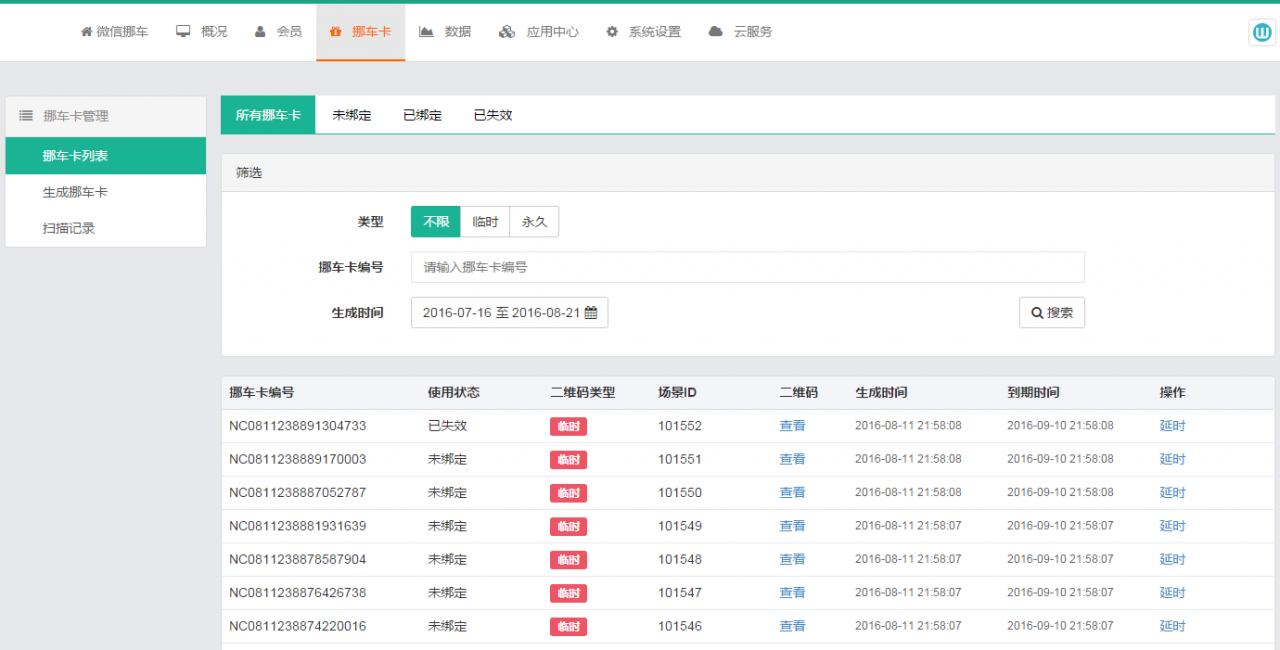 微信挪车 概况 会员 挪车卡 数据 应用中心 系统设置 云服务
挪车卡管理
挪车卡列表
生成挪车卡
扫描记录
所有挪车卡 未绑定 已绑定 已失效
筛选
类型 不限 临时 永久
挪车卡编号 请输入挪车卡编号
生成时间 2016-07-16 至 2016-08-21 搜索
挪车卡编号 使用状态 二维码类型 场景ID 二维码 生成时间 到期时间 操作
NC0811238891304733 已失效 临时 101552 查看 2016-08-11 21:58:08 2016-09-10 21:58:08 延时
NC0811238889170003 未绑定 临时 101551 查看 2016-08-11 21:58:08 2016-09-10 21:58:08 延时
NC0811238887052787 未绑定 临时 101550 查看 2016-08-11 21:58:08 2016-09-10 21:58:08 延时
NC0811238881931639 未绑定 临时 101549 查看 2016-08-11 21:58:07 2016-09-10 21:58:07 延时
NC0811238878587904 未绑定 临时 101548 查看 2016-08-11 21:58:07 2016-09-10 21:58:07 延时
NC0811238876426738 未绑定 临时 101547 查看 2016-08-11 21:58:07 2016-09-10 21:58:07 延时
NC0811238874220016 未绑定 临时 101546 查看 2016-08-11 21:58:07 2016-09-10 21:58:07 延时